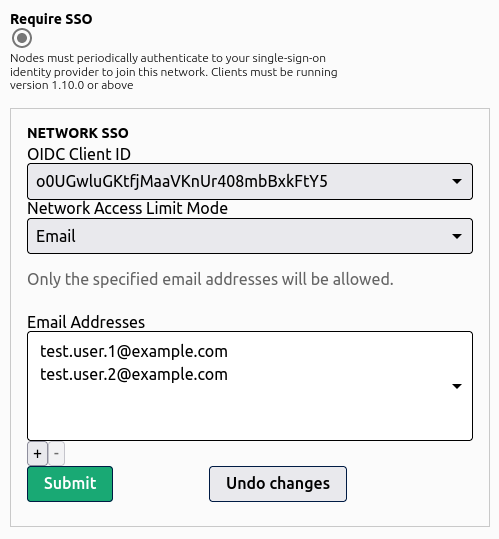 Require SSO
Nodes must periodically authenticate to your single-sign-on
identity provider to join this network. Clients must be running
version 1.10.0 or above
NETWORK SSO
OIDC Client ID
o0UGwluGKtfjMaaVKnUr408mbBxkFtY5
Network Access Limit Mode
Email
Only the specified email addresses will be allowed.
Email Addresses
test.user.1@example.com
test.user.2@example.com
+ -
Submit Undo changes